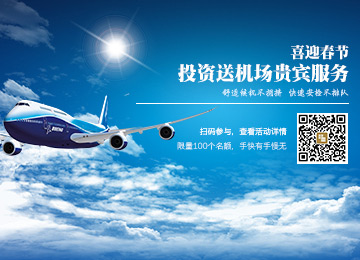 喜迎春节
投资送机场贵宾服务
舒适候机不拥挤 快速安检不排队
扫码参与，查看活动详情
限量100个名额，手快有手慢无
BOEING